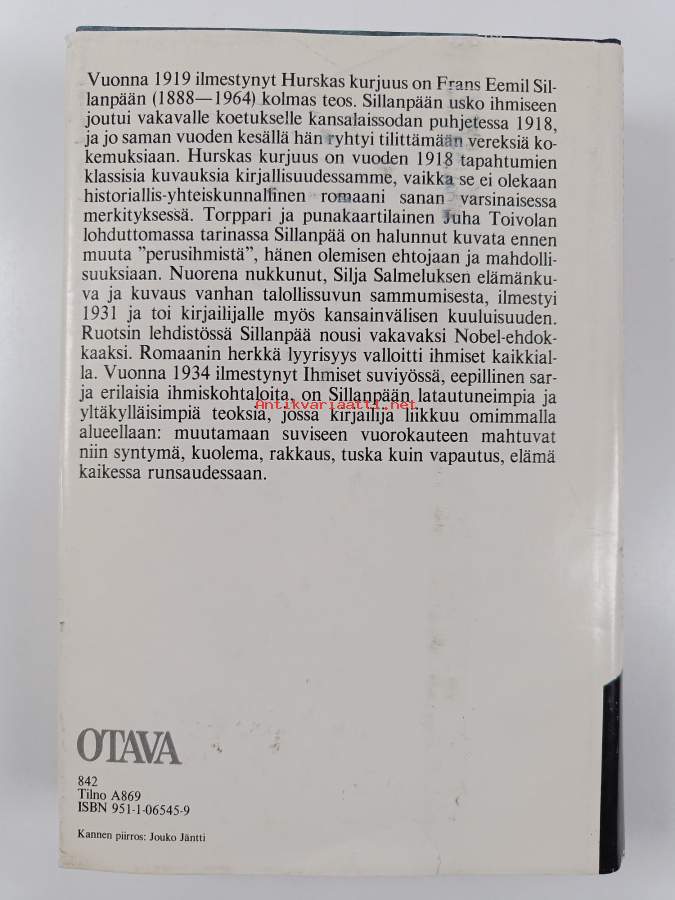 Vuonna 1919 ilmestynyt Hurskas kurjuus on Frans Eemil Sil-
lanpään (1888—1964) kolmas teos. Sillanpään usko ihmiseen
joutui vakavalle koetukselle kansalaissodan puhjetessa 1918,
ja jo saman vuoden kesällä hän ryhtyi tilittämään vereksiä ko-
kemuksiaan. Hurskas kurjuus on vuoden 1918 tapahtumien
klassisia kuvauksia kirjallisuudessamme, vaikka se ei olekaan
historiallis-yhteiskunnallinen romaani sanan varsinaisessa
merkityksessä. Torppari ja punakaartilainen Juha Toivolan
lohduttomassa tarinassa Sillanpää on halunnut kuvata ennen
muuta ”perusihmistä”, hänen olemisen ehtojaan ja mahdolli-
suuksiaan. Nuorena nukkunut, Silja Salmeluksen elämänku-
va ja kuvaus vanhan talollissuvun sammumisesta, ilmestyi
1931 ja toi kirjailijalle myös kansainvälisen kuuluisuuden.
Ruotsin lehdistössä Sillanpää nousi vakavaksi Nobel-ehdok-
kaaksi. Romaanin herkkä lyyrisyys valloitti ihmiset kaikkial-
la. Vuonna 1934 ilmestynyt Ihmiset suviyössä, eepillinen sar-
ja erilaisia ihmiskohtaloita, on Sillanpään latautuneimpia ja
yltäkylläisimpiä teoksia, jossa kirjailija liikkuu omimmalla
Antikvariaatti.net
alueellaan: muutamaan suviseen vuorokauteen mahtuvat
niin syntymä, kuolema, rakkaus, tuska kuin vapautus, elämä
kaikessa runsaudessaan.
OTAVA
842
Tilno A869
ISBN 951-1-06545-9
Kannen piirros: Jouko Jäntti